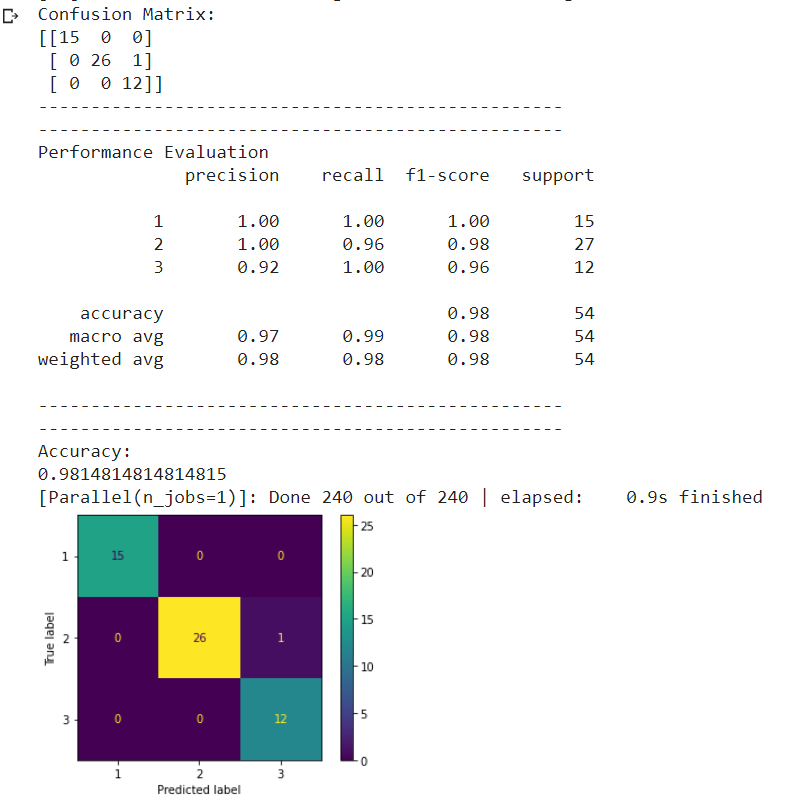 Confusion Matrix:
[[15  0  0]
 [ 0 26  1]
 [ 0  0 12]]
--------------------------------------------------
--------------------------------------------------
Performance Evaluation
              precision    recall  f1-score   support

           1       1.00      1.00      1.00        15
           2       1.00      0.96      0.98        27
           3       0.92      1.00      0.96        12

    accuracy                           0.98        54
   macro avg       0.97      0.99      0.98        54
weighted avg       0.98      0.98      0.98        54

--------------------------------------------------
--------------------------------------------------
Accuracy:
0.9814814814814815
[Parallel(n_jobs=1)]: Done 240 out of 240 | elapsed:    0.9s finished
25
20
15
10
5
0
True label
1 15 0 0
2 0 26 1
3 0 0 12
1 2 3
Predicted label